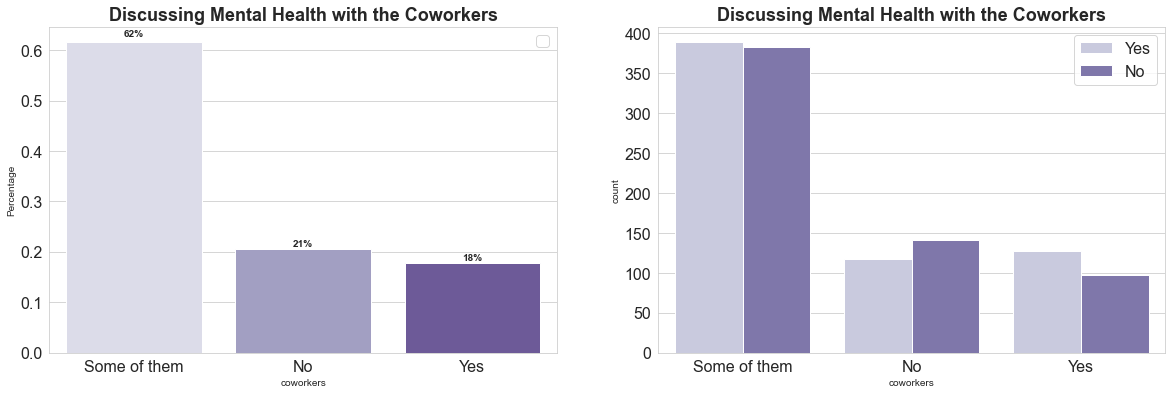 Discussing Mental Health with the Coworkers
Percentage
0.6
0.5
0.4
0.3
0.2
0.1
0.0
62%
21%
18%
Some of them No Yes
coworkers
Discussing Mental Health with the Coworkers
count
400
350
300
250
200
150
100
50
0
Yes
No
Some of them No Yes
coworkers